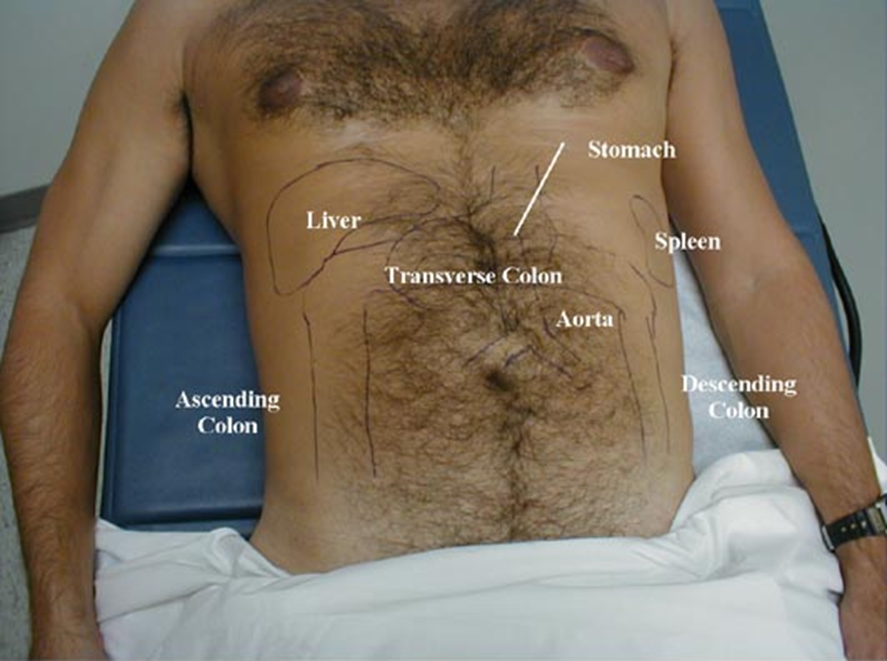 Stomach
Liver
Spleen
Transverse Colon
Aorta
Ascending
Colon
Descending
Colon